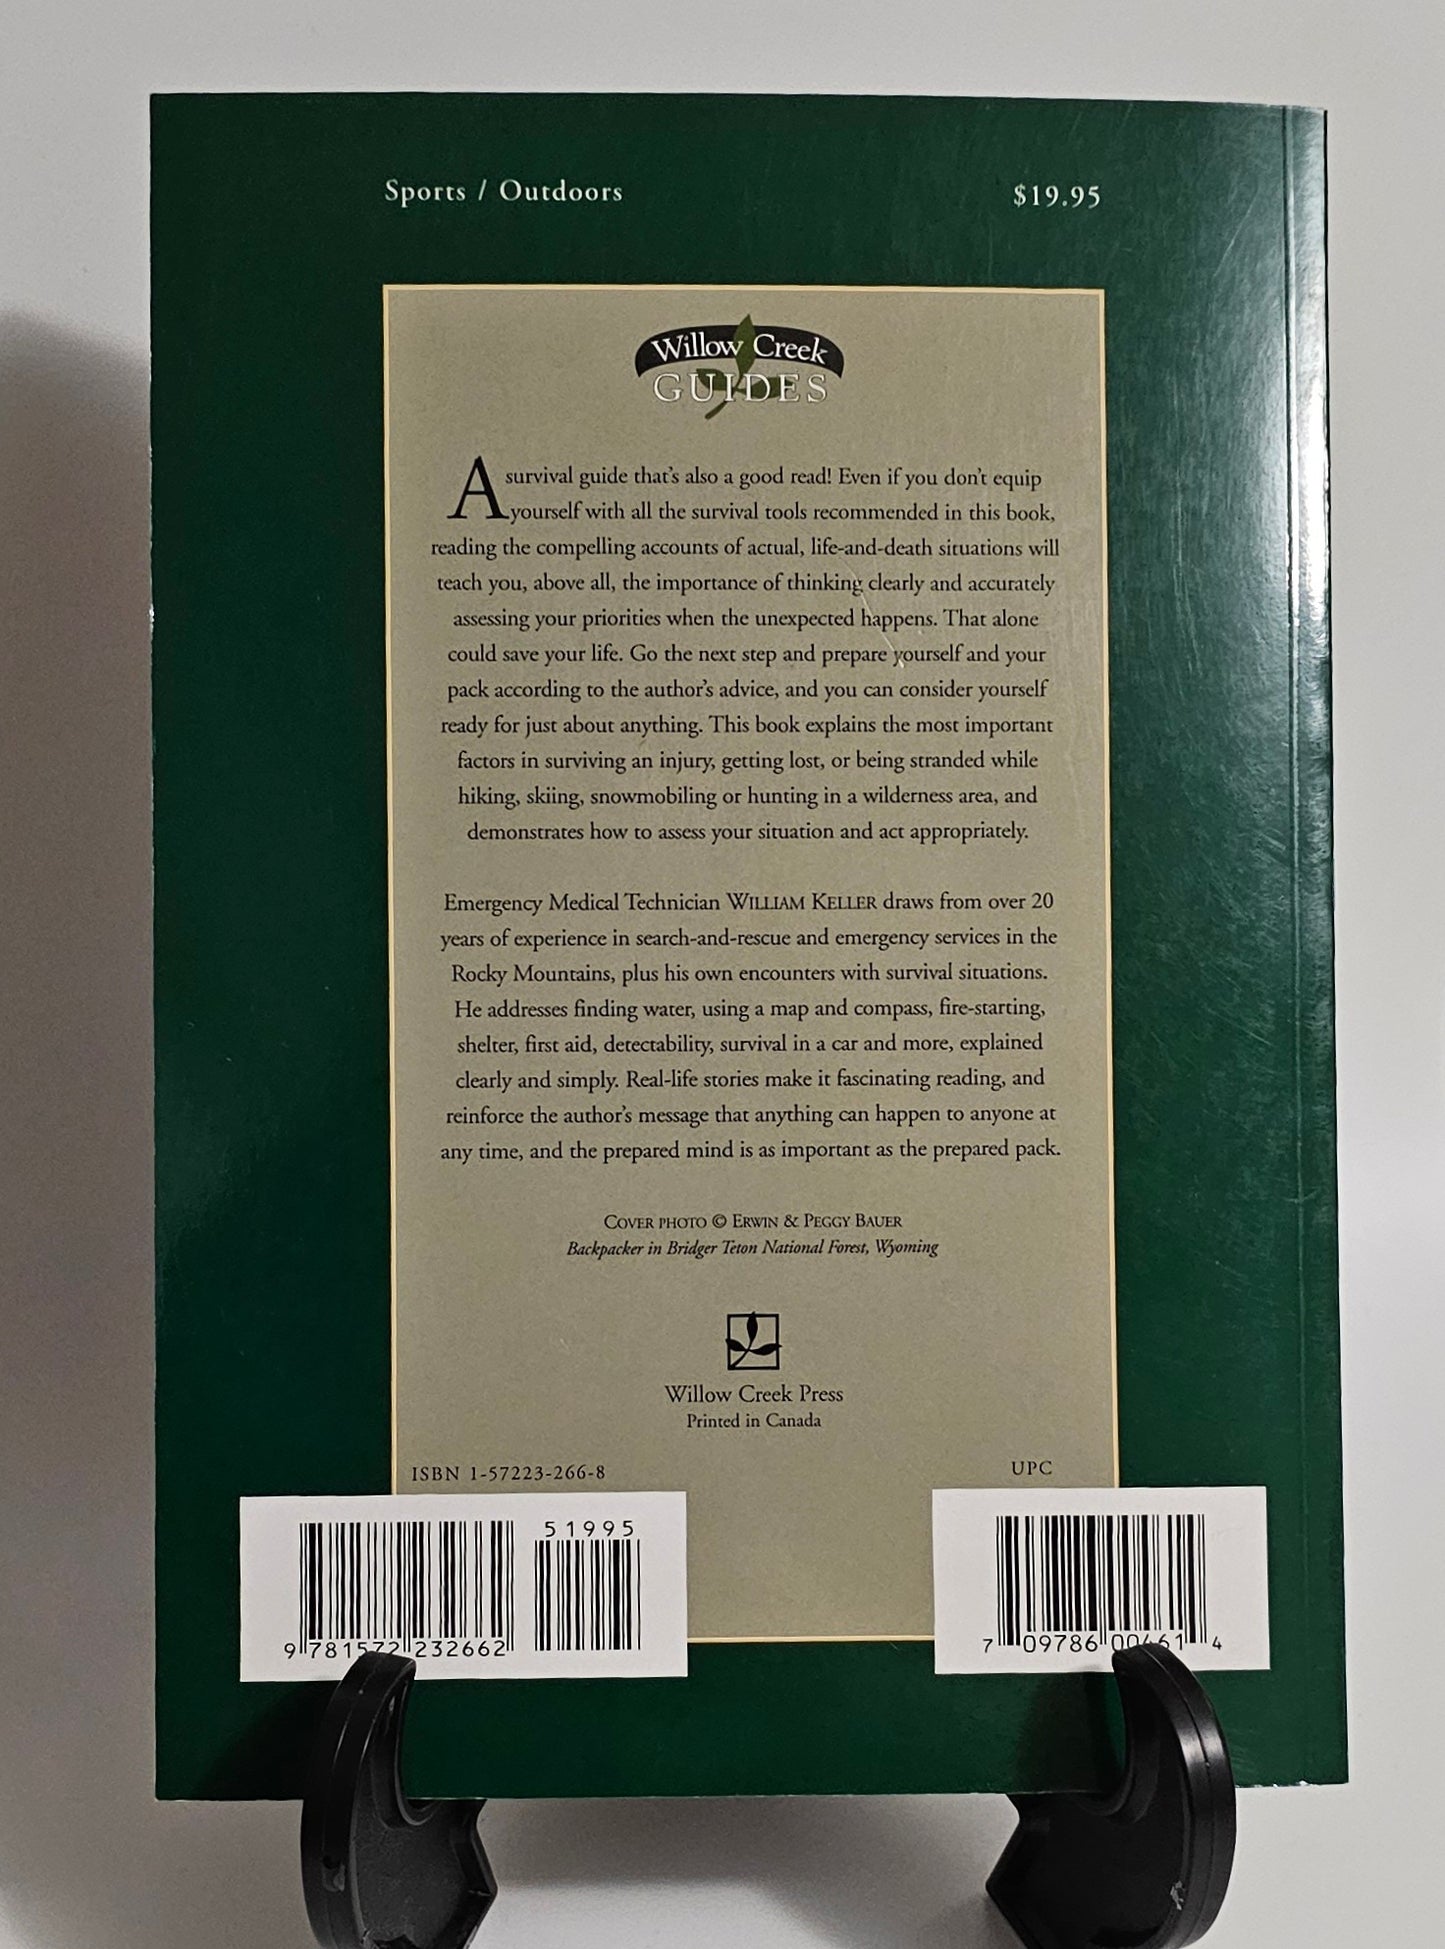 Sports / Outdoors
$19.95
Willow Creek
GUIDES
A survival guide that's also a good read! Even if you don't equip
yourself with all the survival tools recommended in this book,
reading the compelling accounts of actual, life-and-death situations will
teach you, above all, the importance of thinking clearly and accurately
assessing your priorities when the unexpected happens. That alone
could save your life. Go the next step and prepare yourself and your
pack according to the author's advice, and you can consider yourself
ready for just about anything. This book explains the most important
factors in surviving an injury, getting lost, or being stranded while
hiking, skiing, snowmobiling or hunting in a wilderness area, and
demonstrates how to assess your situation and act appropriately.
Emergency Medical Technician WILLIAM KELLER draws from over 20
years of experience in search-and-rescue and emergency services in the
Rocky Mountains, plus his own encounters with survival situations.
He addresses finding water, using a map and compass, fire-starting,
shelter, first aid, detectability, survival in a car and more, explained
clearly and simply. Real-life stories make it fascinating reading, and
reinforce the author's message that anything can happen to anyone at
any time, and the prepared mind is as important as the prepared pack.
COVER PHOTO © ERWIN & PEGGY BAUER
Backpacker in Bridger Teton National Forest, Wyoming
Willow Creek Press
Printed in Canada
ISBN 1-57223-266-8
UPC
51995
9 781572 232662
7 09786 00461 4